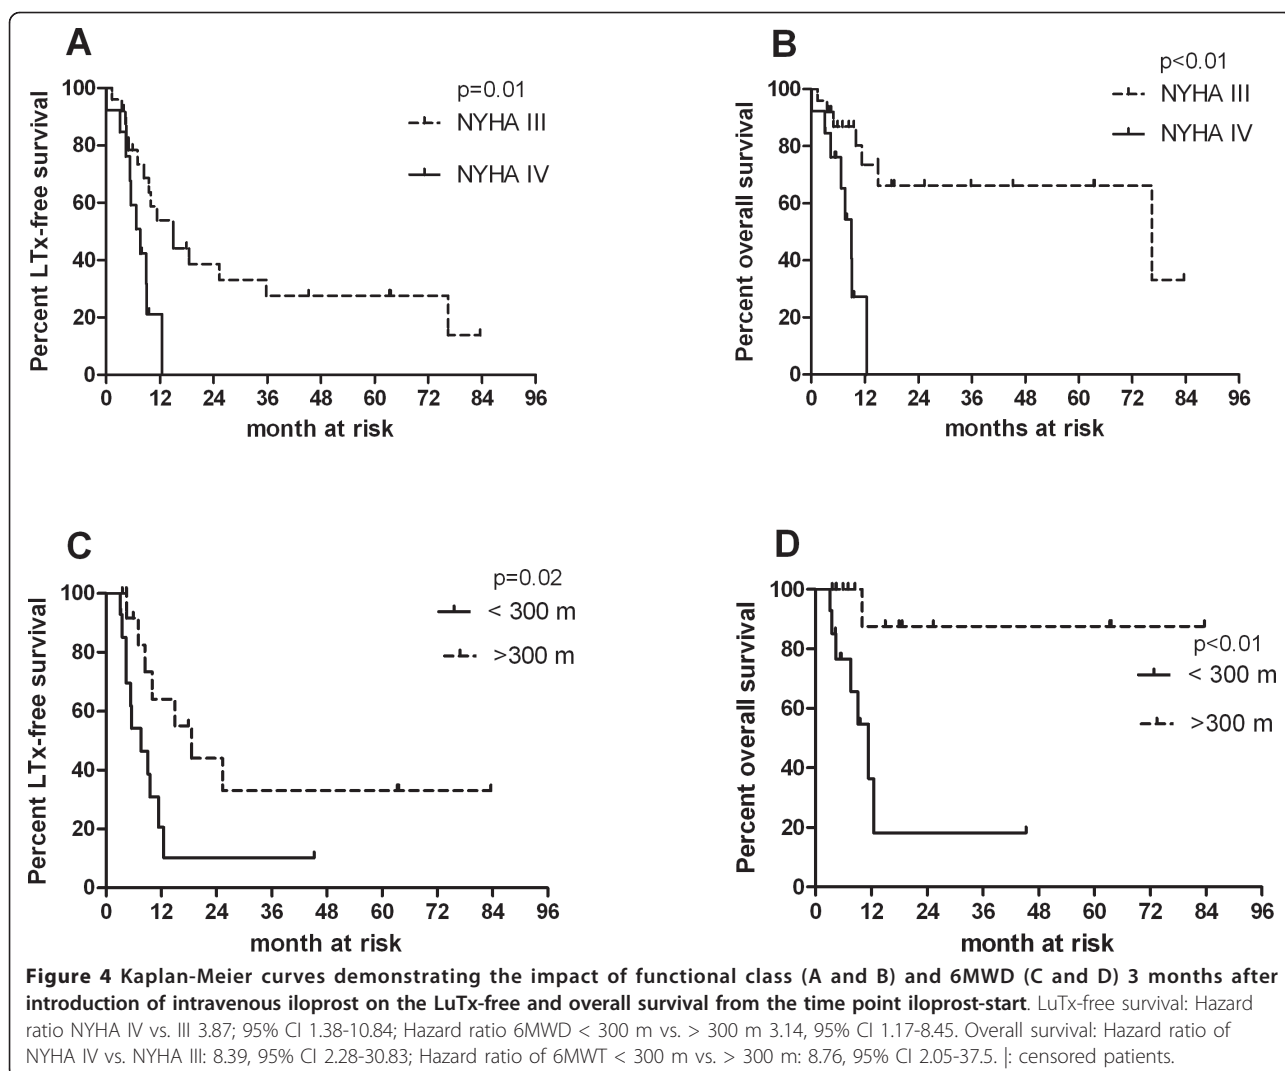 A
B
p=0.01
NYHA III
NYHA IV
100
80
60
40
20
0
Percent LTx-free survival
0 12 24 36 48 60 72 84 96
month at risk
p<0.01
NYHA III
NYHA IV
100
80
60
40
20
0
Percent overall survival
0 12 24 36 48 60 72 84 96
months at risk
C
D
p=0.02
< 300 m
>300 m
100
80
60
40
20
0
Percent LTx-free survival
0 12 24 36 48 60 72 84 96
month at risk
p<0.01
< 300 m
>300 m
100
80
60
40
20
0
Percent overall survival
0 12 24 36 48 60 72 84 96
month at risk
Figure 4 Kaplan-Meier curves demonstrating the impact of functional class (A and B) and 6MWD (C and D) 3 months after
introduction of intravenous iloprost on the LuTx-free and overall survival from the time point iloprost-start. LuTx-free survival: Hazard
ratio NYHA IV vs. III 3.87; 95% CI 1.38-10.84; Hazard ratio 6MWD < 300 m vs. > 300 m 3.14, 95% CI 1.17-8.45. Overall survival: Hazard ratio of
NYHA IV vs. NYHA III: 8.39, 95% CI 2.28-30.83; Hazard ratio of 6MWT < 300 m vs. > 300 m: 8.76, 95% CI 2.05-37.5. |: censored patients.